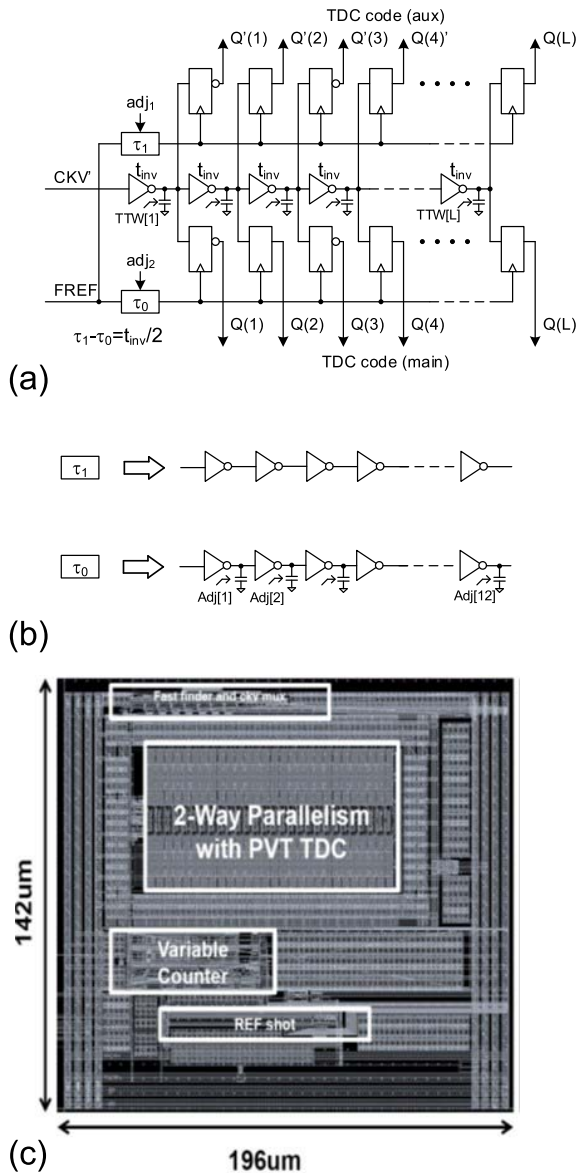 TDC code (aux)
Q'(1) Q'(2) Q'(3) Q(4)' Q(L)
adj1
τ1
tinv tinv tinv tinv tinv
CKV'
TTW[1] TTW[L]
adj2
FREF
τ0
τ1-τ0=tinv/2
Q(1) Q(2) Q(3) Q(4) Q(L)
TDC code (main)
(a)
τ1
τ0
Adj[1] Adj[2] Adj[12]
(b)
Fast finder and ckv mux
2-Way Parallelism
with PVT TDC
142um
Variable
Counter
REF shot
(c)
196um